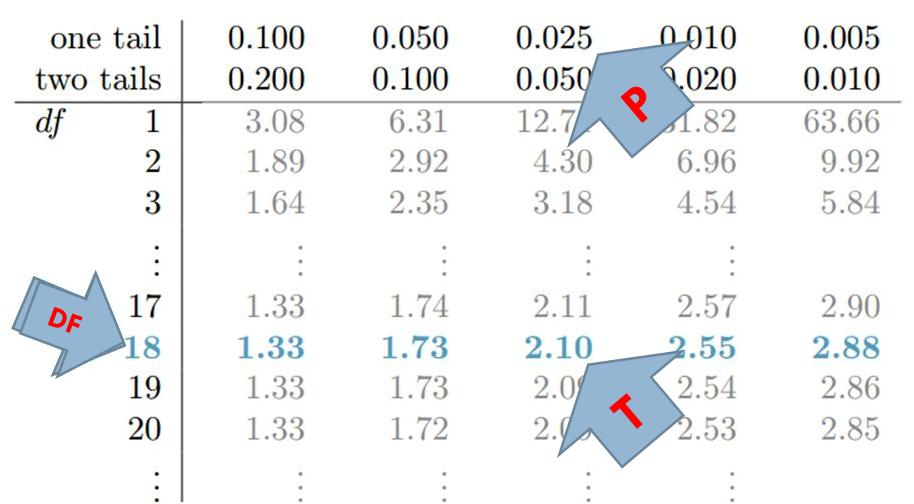 one tail 0.100 0.050 0.025 0.010 0.005
two tails 0.200 0.100 0.050 .020 0.010
df 1 3.08 6.31 12.7 1.82 63.66
2 1.89 2.92 4.30 6.96 9.92
3 1.64 2.35 3.18 4.54 5.84
17 1.33 1.74 2.11 2.57 2.90
18 1.33 1.73 2.10 2.55 2.88
19 1.33 1.73 2.0 2.54 2.86
20 1.33 1.72 2.0 2.53 2.85
P
DF
T